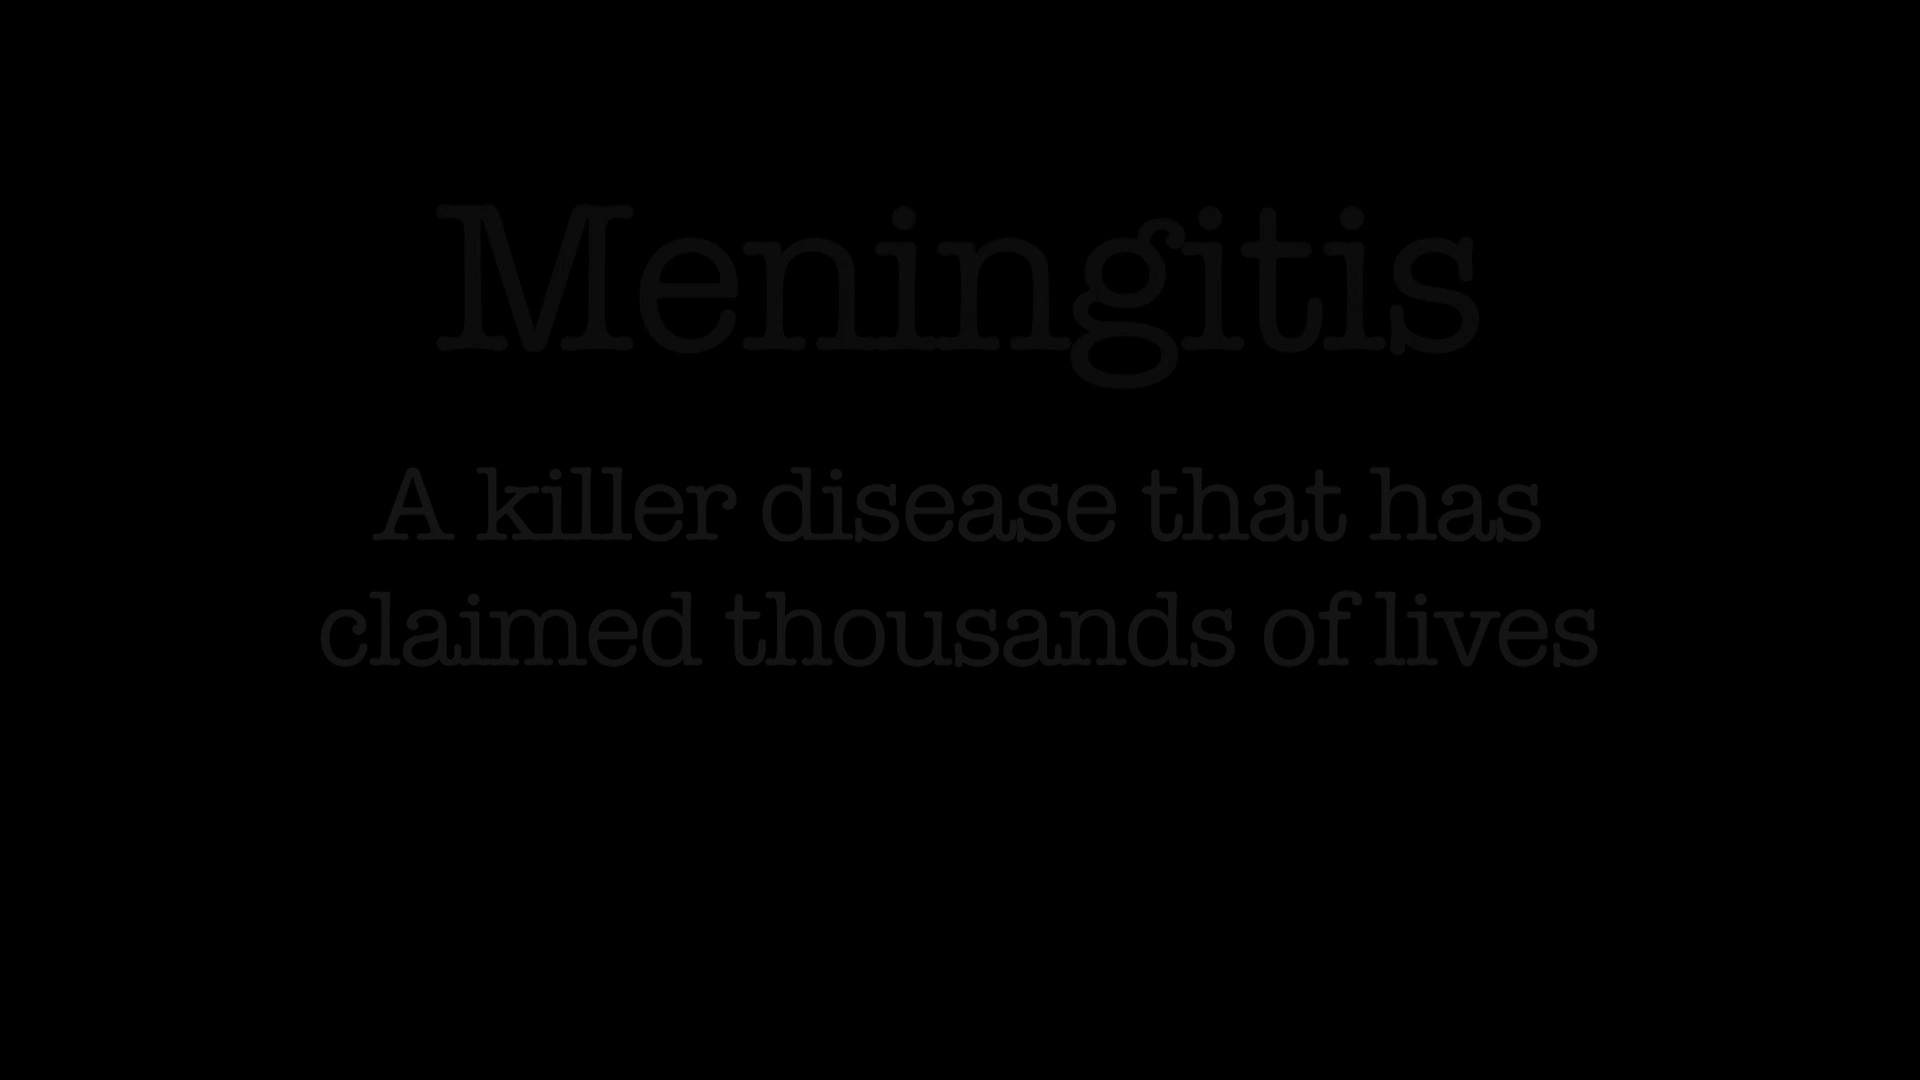 Meningitis
A killer disease that has
claimed thousands of lives